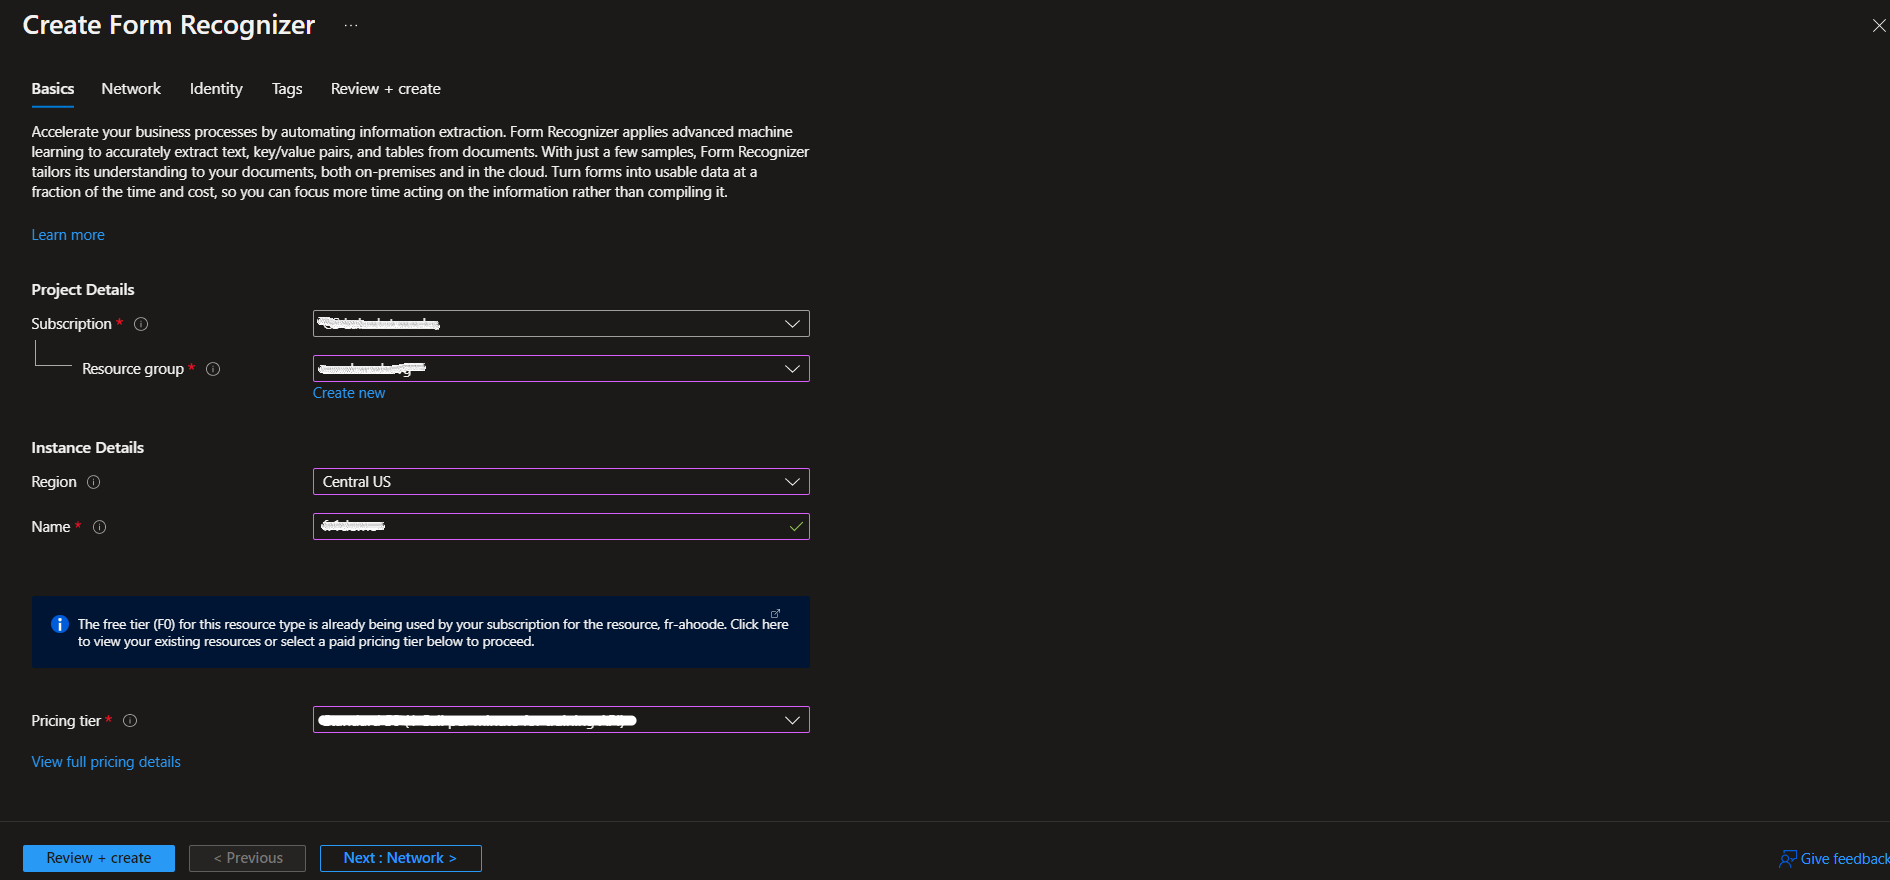 Create Form Recognizer ...
Basics Network Identity Tags Review + create
Accelerate your business processes by automating information extraction. Form Recognizer applies advanced machine
learning to accurately extract text, key/value pairs, and tables from documents. With just a few samples, Form Recognizer
tailors its understanding to your documents, both on-premises and in the cloud. Turn forms into usable data at a
fraction of the time and cost, so you can focus more time acting on the information rather than compiling it.
Learn more
Project Details
Subscription *
Resource group *
Create new
Instance Details
Region Central US
Name *
The free tier (F0) for this resource type is already being used by your subscription for the resource, fr-ahoode. Click here
to view your existing resources or select a paid pricing tier below to proceed.
Pricing tier *
View full pricing details
Review + create < Previous Next : Network > Give feedback